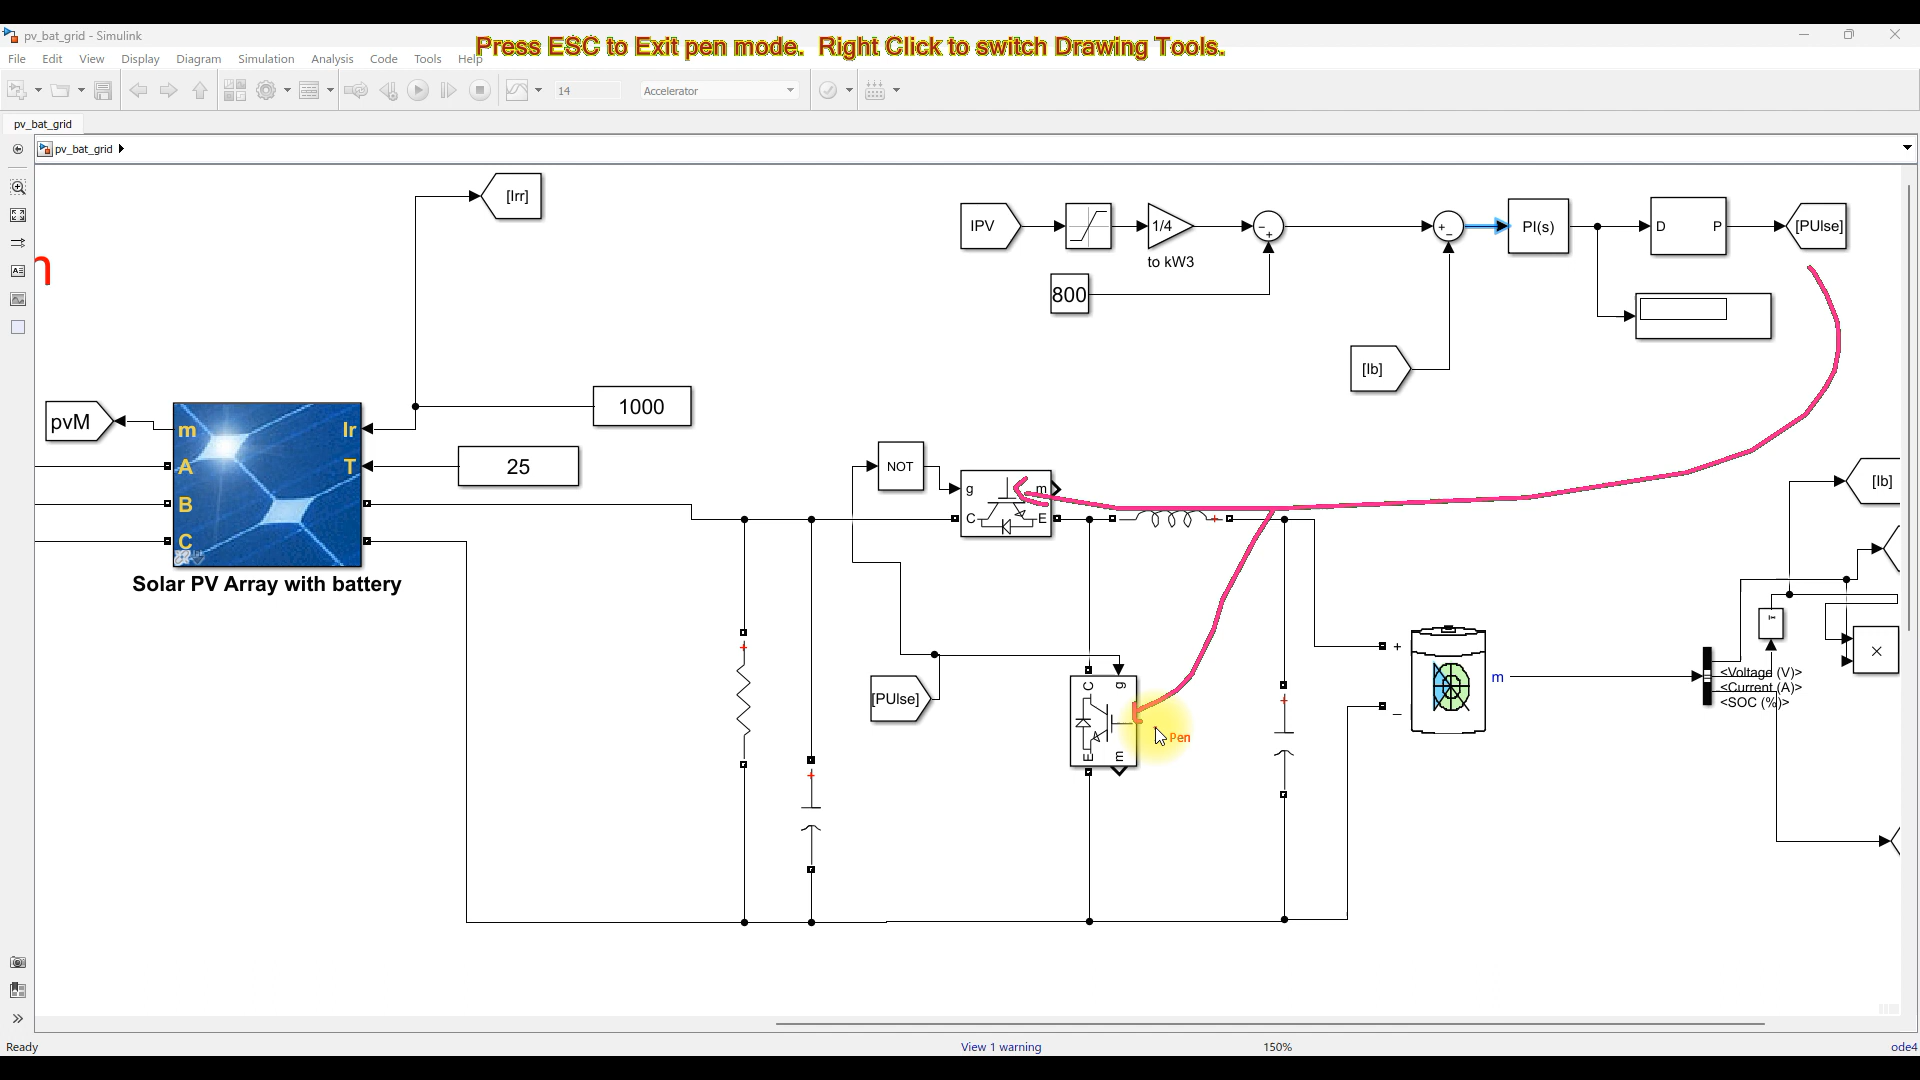 pv_bat_grid - Simulink
Press ESC to Exit pen mode. Right Click to switch Drawing Tools.
File Edit View Display Diagram Simulation Analysis Code Tools Help
14 Accelerator
pv_bat_grid
pv_bat_grid
[Irr]
IPV 1/4 PI(s) D P [PUlse]
to kW3
800
[Ib]
pvM
1000
25
m Ir
A T
B
C
Solar PV Array with battery
NOT
g m
C E
[Ib]
[PUlse]
C g
E m
Pen
m
<Voltage (V)>
<Current (A)>
<SOC (%)>
×
Ready View 1 warning 150% ode4